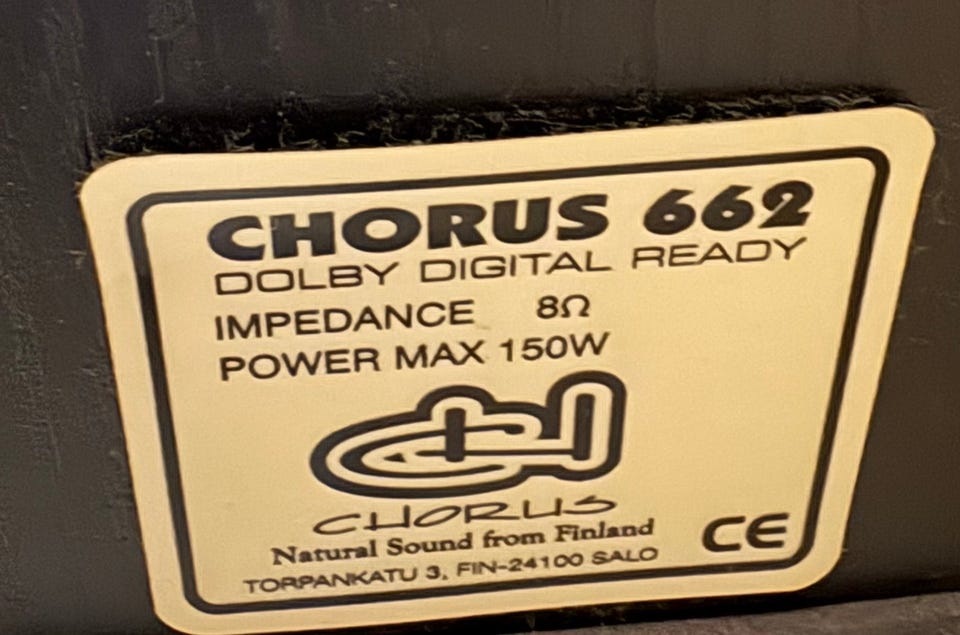 CHORUS 662
DOLBY DIGITAL READY
IMPEDANCE 8Ω
POWER MAX 150W
CHORUS
Natural Sound from Finland
TORPANKATU 3, FIN-24100 SALO
CE